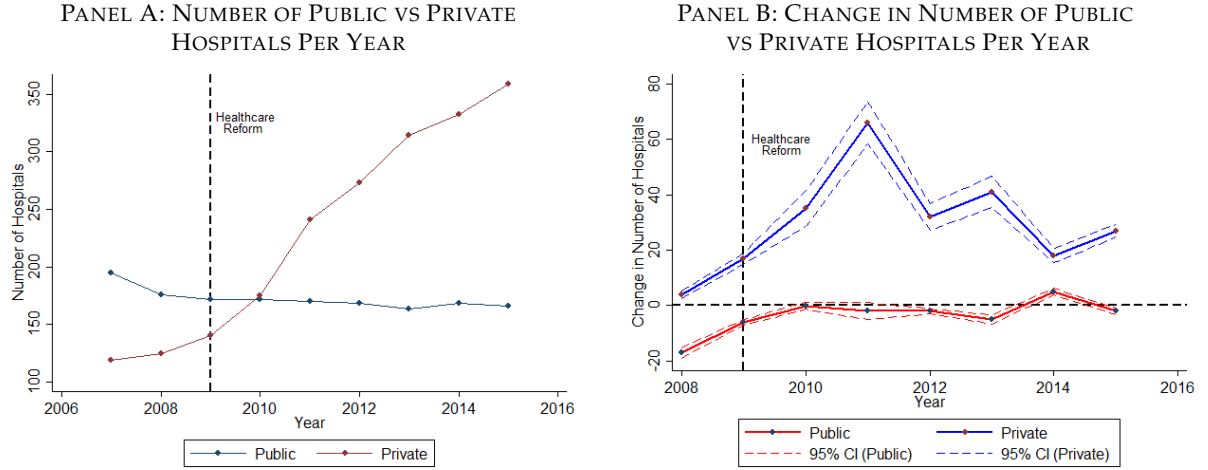 PANEL A: NUMBER OF PUBLIC VS PRIVATE
HOSPITALS PER YEAR
Number of Hospitals
350
300
250
200
150
100
Healthcare
Reform
2006 2008 2010 2012 2014 2016
Year
Public Private
PANEL B: CHANGE IN NUMBER OF PUBLIC
VS PRIVATE HOSPITALS PER YEAR
Change in Number of Hospitals
80
60
40
20
0
-20
Healthcare
Reform
2008 2010 2012 2014 2016
Year
Public Private
95% CI (Public) 95% CI (Private)